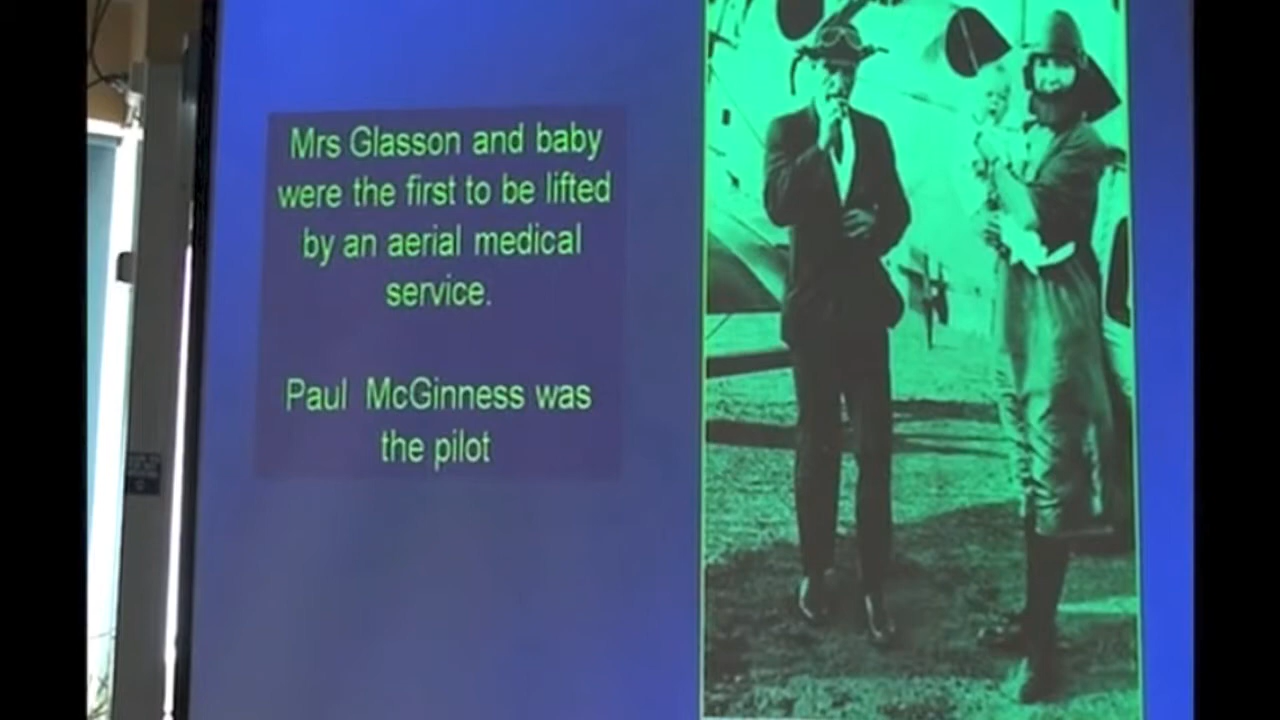 Mrs Glasson and baby
were the first to be lifted
by an aerial medical
service.
Paul McGinness was
the pilot